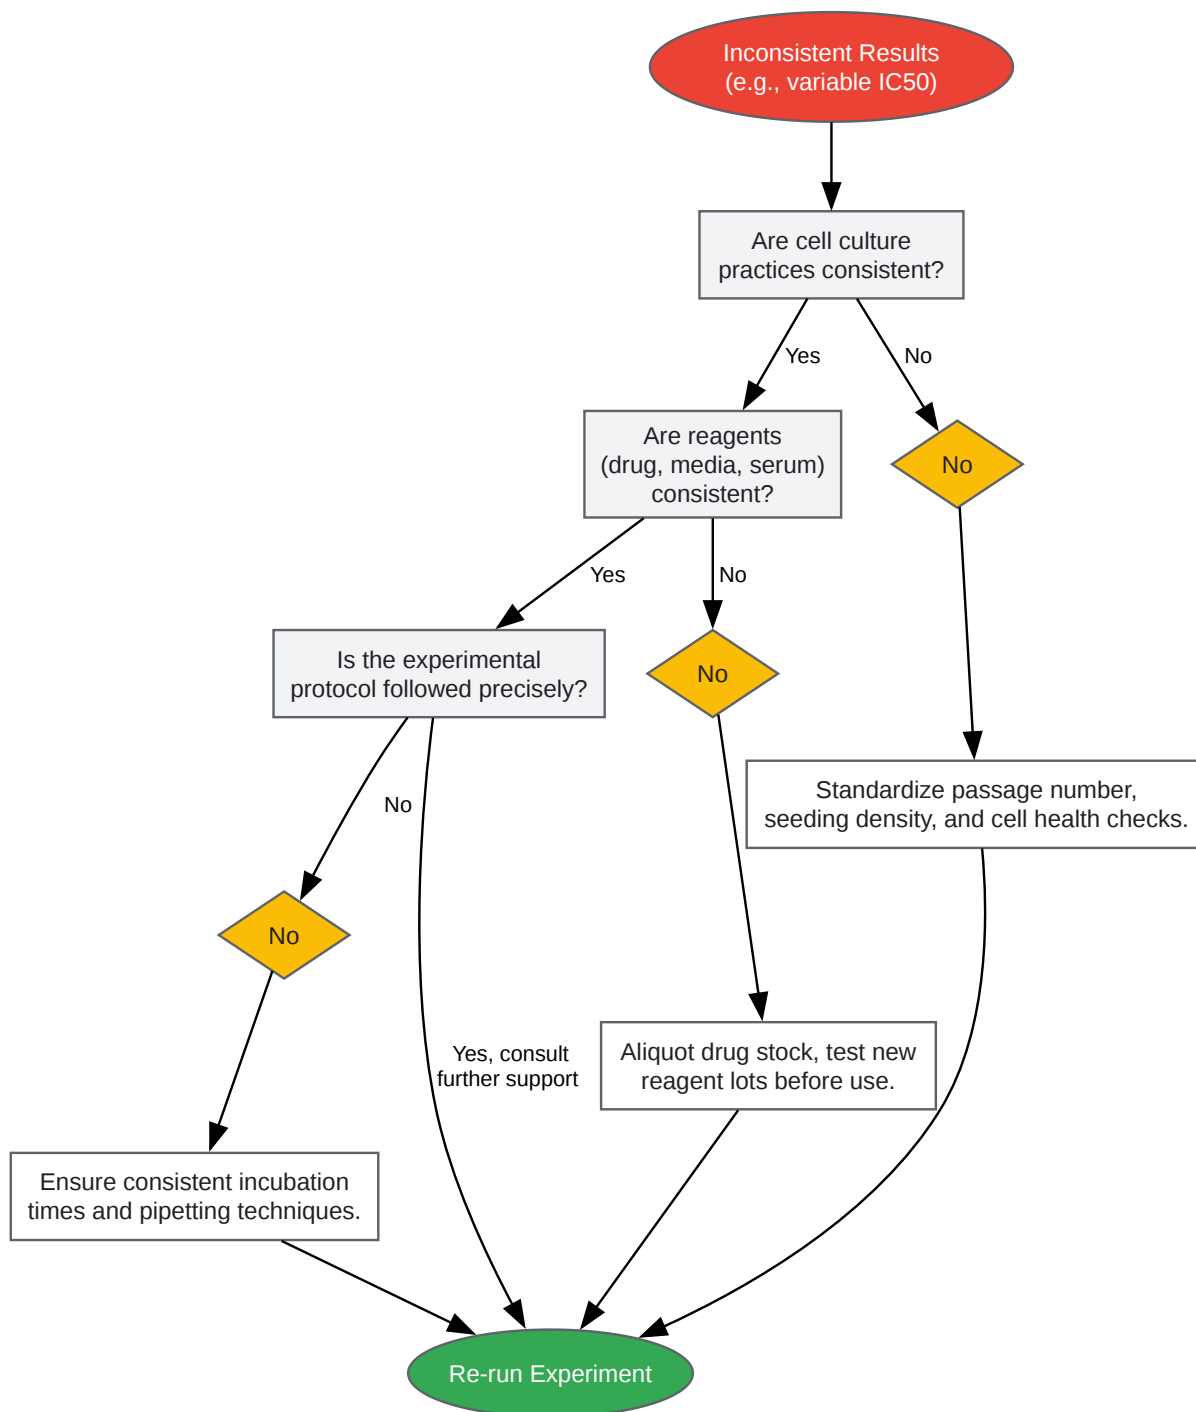 Inconsistent Results
(e.g., variable IC50)
Are cell culture
practices consistent?
Yes
No
Are reagents
(drug, media, serum)
consistent?
No
Yes
No
Is the experimental
protocol followed precisely?
No
Standardize passage number,
seeding density, and cell health checks.
No
No
Yes, consult
further support
Aliquot drug stock, test new
reagent lots before use.
Ensure consistent incubation
times and pipetting techniques.
Re-run Experiment